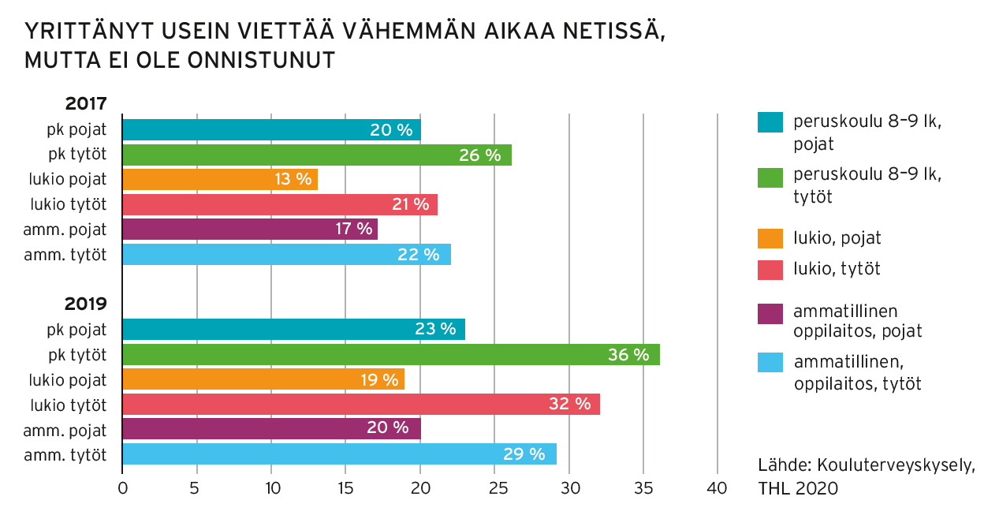 YRITTÄNYT USEIN VIETTÄÄ VÄHEMMÄN AIKAA NETISSÄ,
MUTTA EI OLE ONNISTUNUT
2017
pk pojat 20 %
pk tytöt 26 %
lukio pojat 13 %
lukio tytöt 21 %
amm. pojat 17 %
amm. tytöt 22 %
2019
pk pojat 23 %
pk tytöt 36 %
lukio pojat 19 %
lukio tytöt 32 %
amm. pojat 20 %
amm. tytöt 29 %
0 5 10 15 20 25 30 35 40
peruskoulu 8–9 lk,
pojat
peruskoulu 8–9 lk,
tytöt
lukio, pojat
lukio, tytöt
ammatillinen
oppilaitos, pojat
ammatillinen,
oppilaitos, tytöt
Lähde: Kouluterveyskysely,
THL 2020